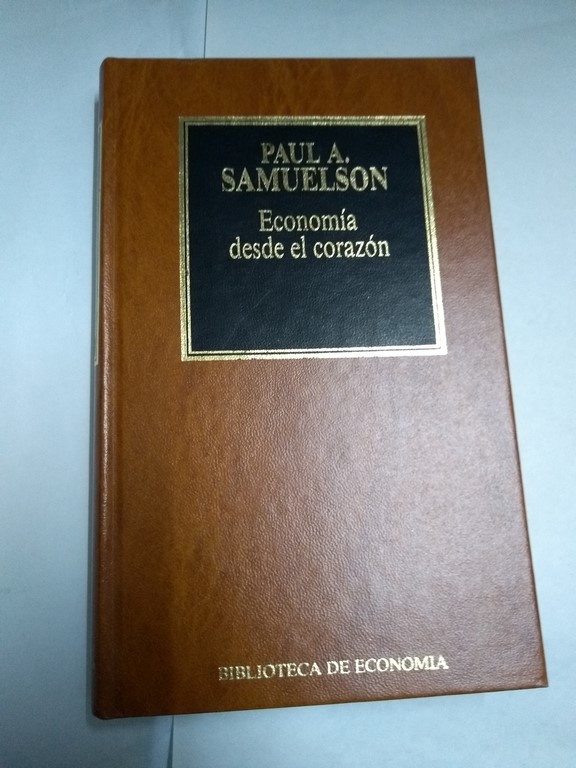 PAUL A.
SAMUELSON
Economía
desde el corazón
BIBLIOTECA DE ECONOMIA